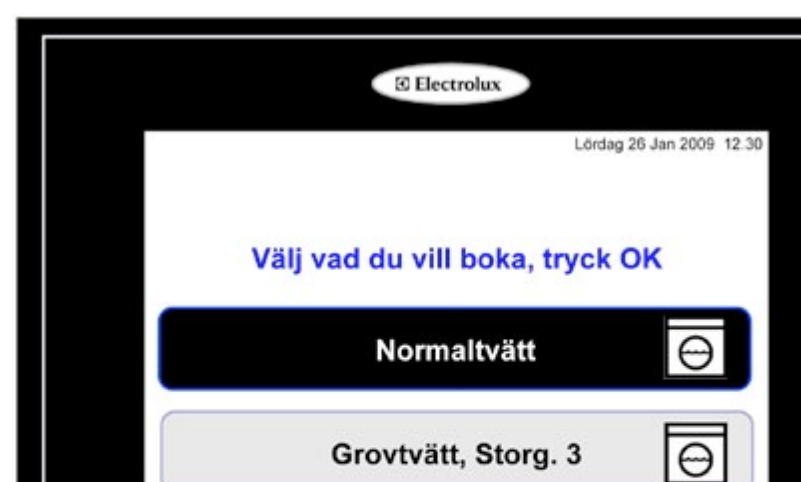 Electrolux
Lördag 26 Jan 2009 12.30
Välj vad du vill boka, tryck OK
Normaltvätt
Grovtvätt, Storg. 3